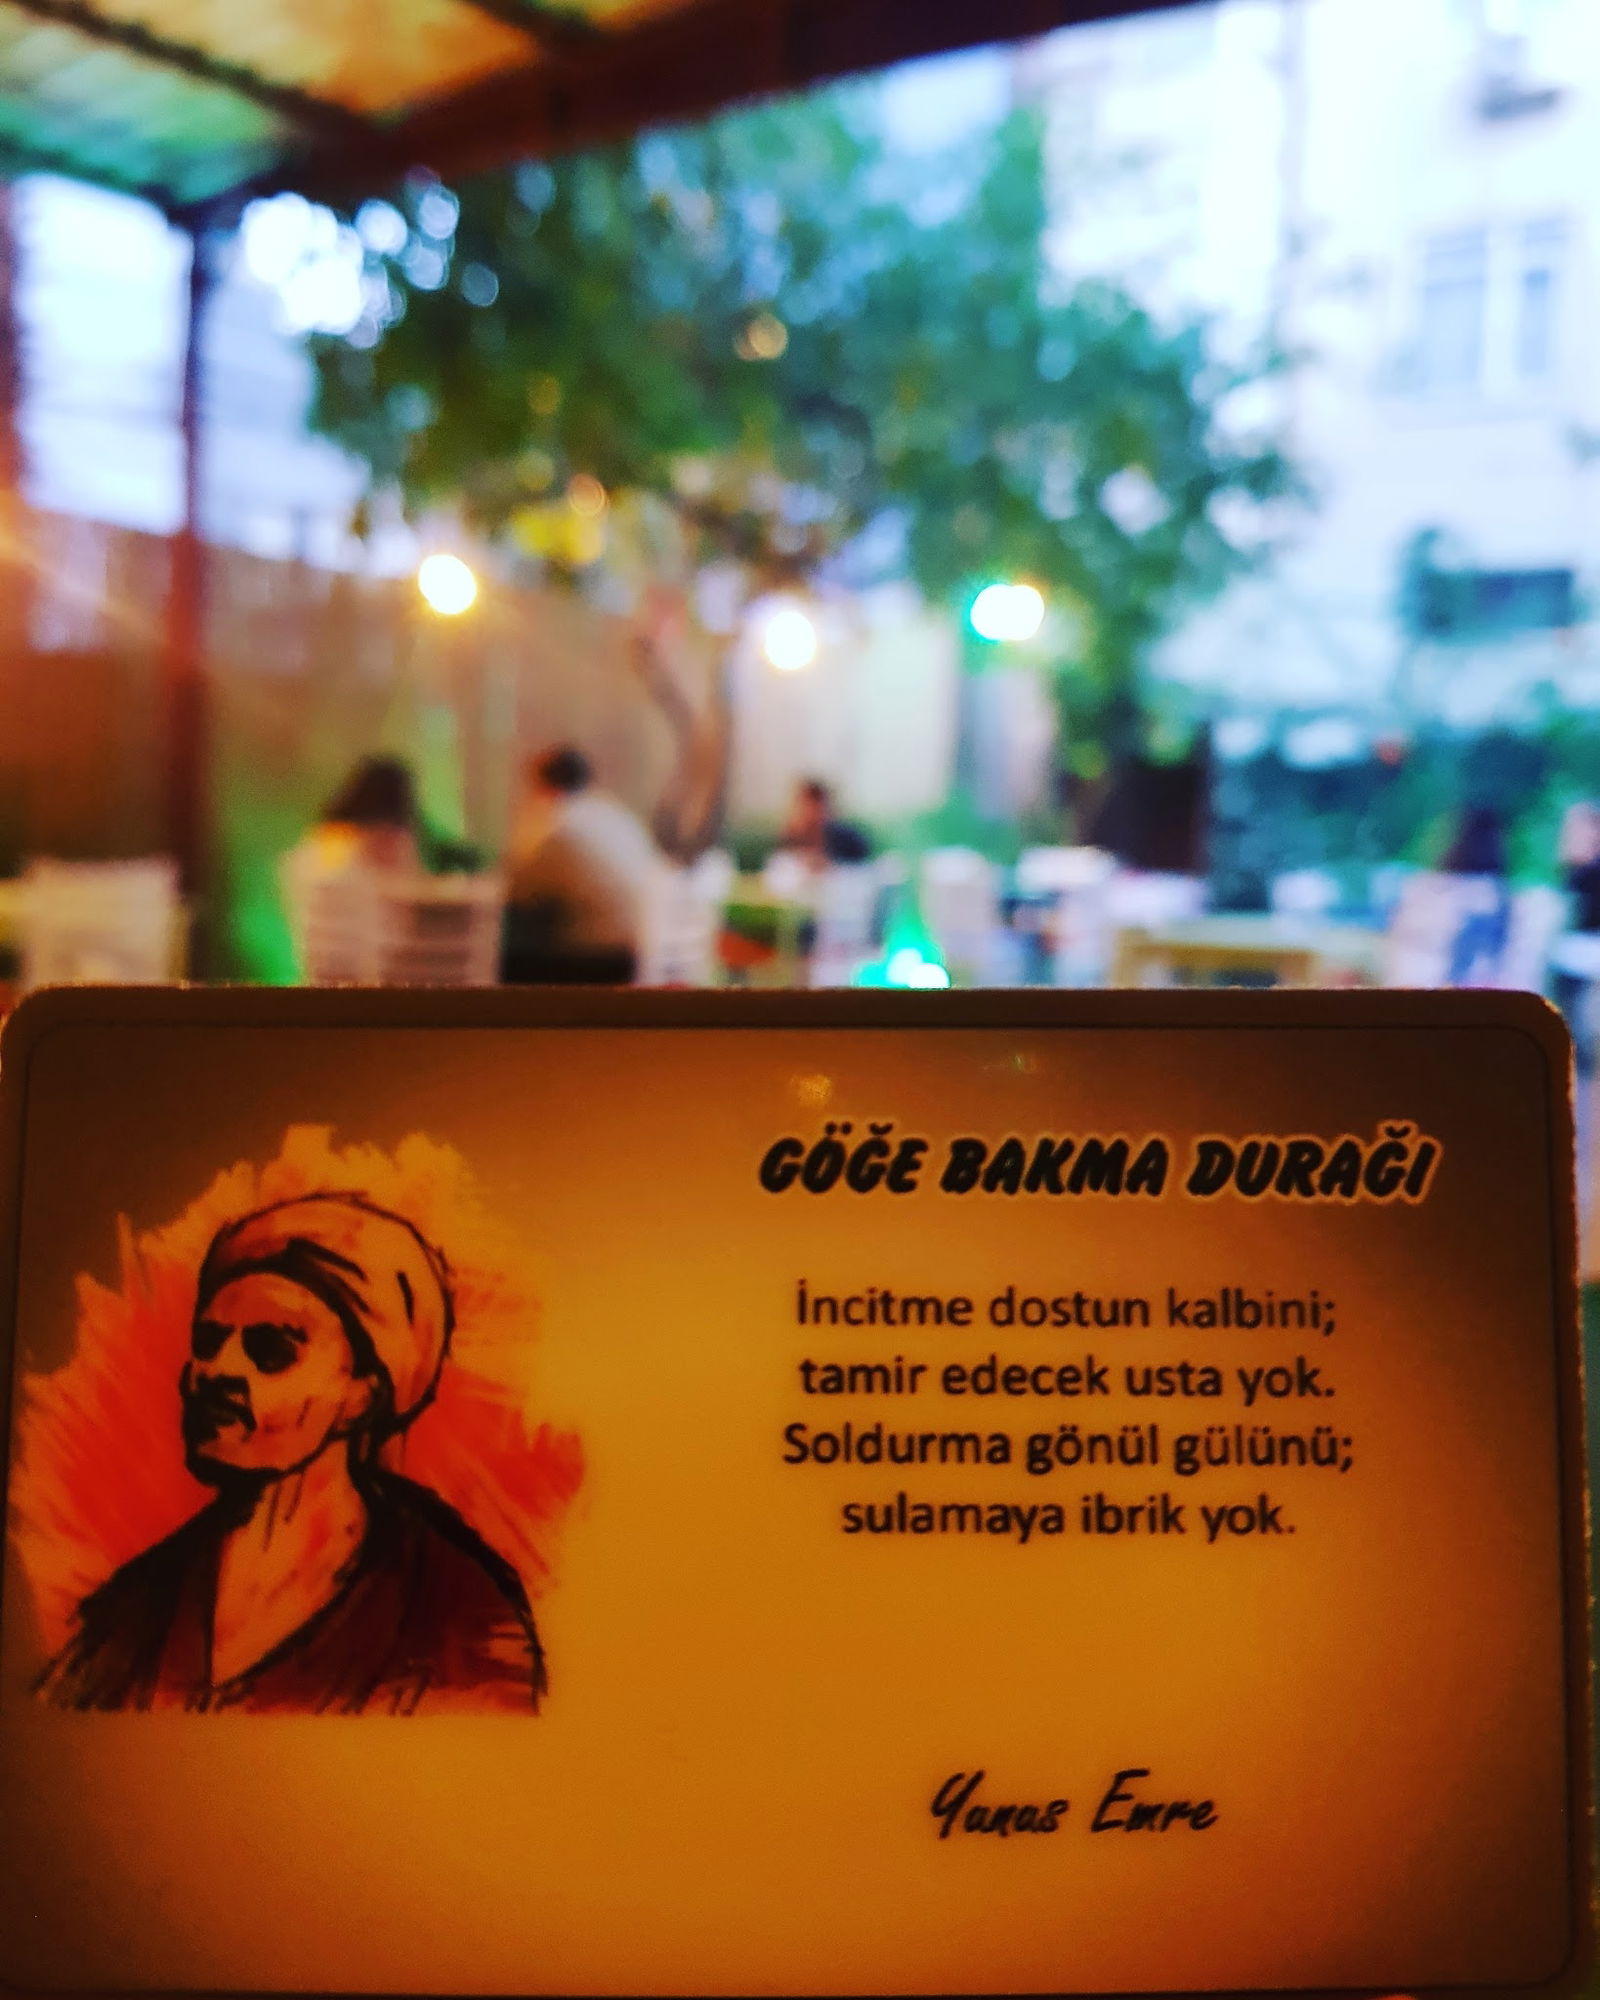 GÖĞE BAKMA DURAĞI
İncitme dostun kalbini;
tamir edecek usta yok.
Soldurma gönül gülünü;
sulamaya ibrik yok.
Yunus Emre